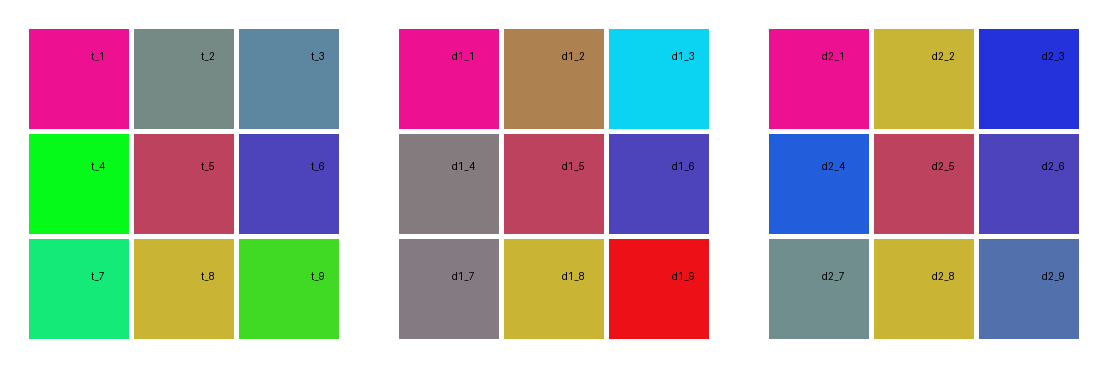 t_1 t_2 t_3 d1_1 d1_2 d1_3 d2_1 d2_2 d2_3
t_4 t_5 t_6 d1_4 d1_5 d1_6 d2_4 d2_5 d2_6
t_7 t_8 t_9 d1_7 d1_8 d1_9 d2_7 d2_8 d2_9